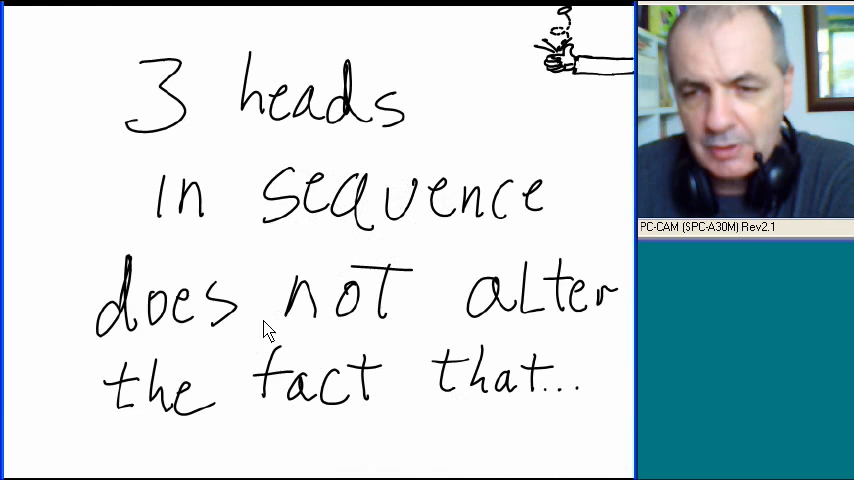 3 heads
in sequence
does not alter
the fact that...
PC-CAM (SPC-A30M) Rev2.1